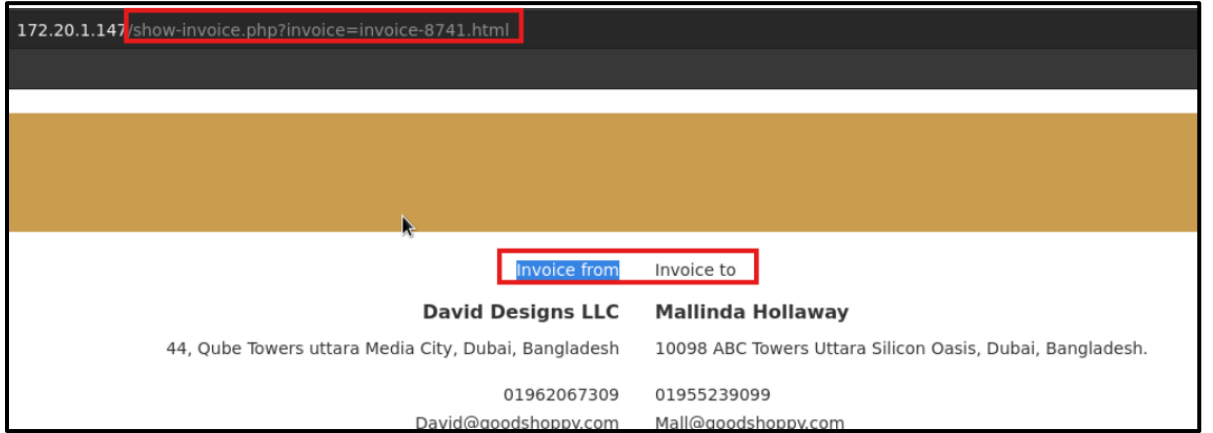 172.20.1.147/show-invoice.php?invoice=invoice-8741.html
Invoice from Invoice to
David Designs LLC Mallinda Hollaway
44, Qube Towers uttara Media City, Dubai, Bangladesh 10098 ABC Towers Uttara Silicon Oasis, Dubai, Bangladesh.
01962067309 01955239099
David@goodshoppy.com Mall@goodshoppy.com